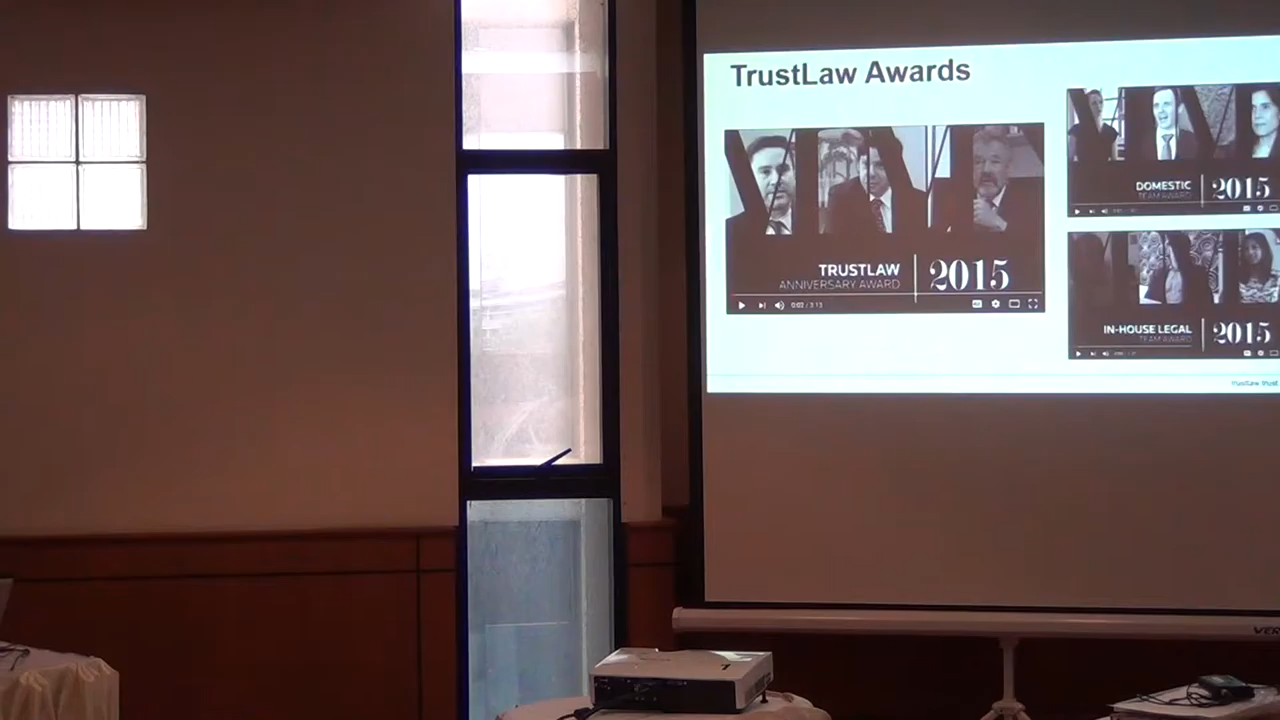 TrustLaw Awards
TRUSTLAW
ANNIVERSARY AWARD
2015
DOMESTIC
TEAM AWARD
2015
IN-HOUSE LEGAL
TEAM AWARD
2015